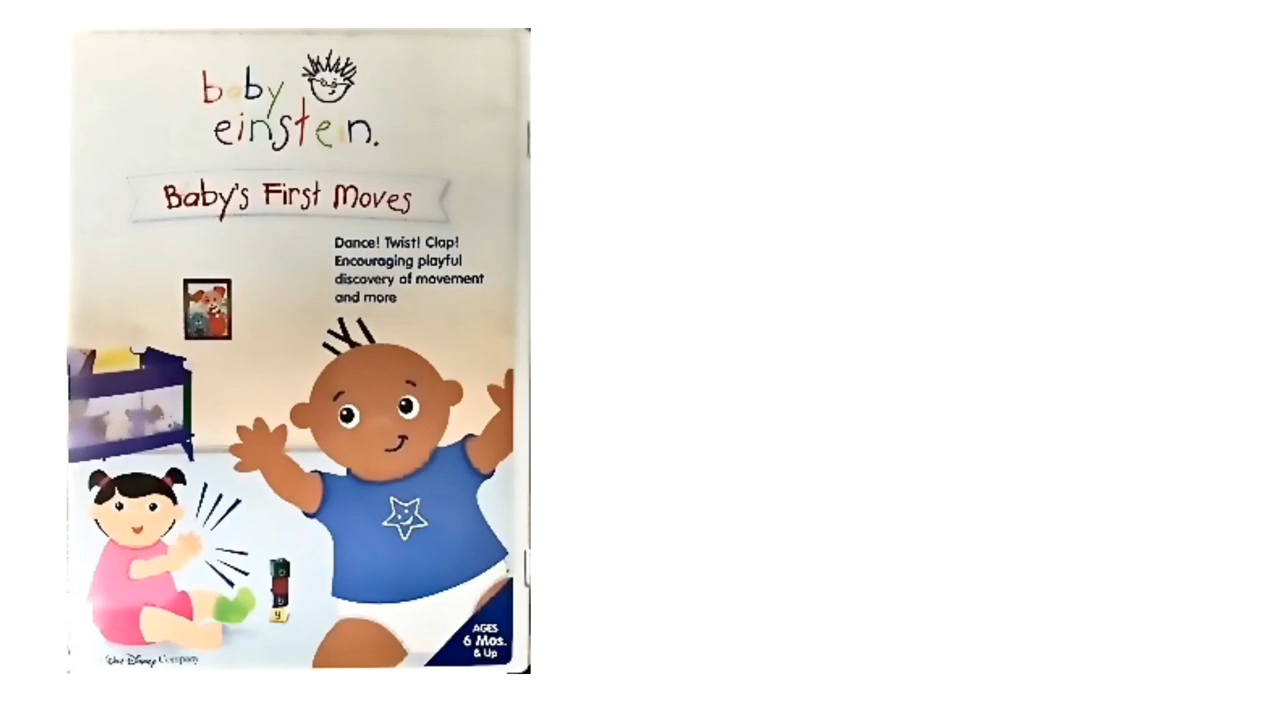 baby
einstein.
Baby's First Moves
Dance! Twist! Clap!
Encouraging playful
discovery of movement
and more
AGES
6 Mos.
& Up
Walt Disney Company